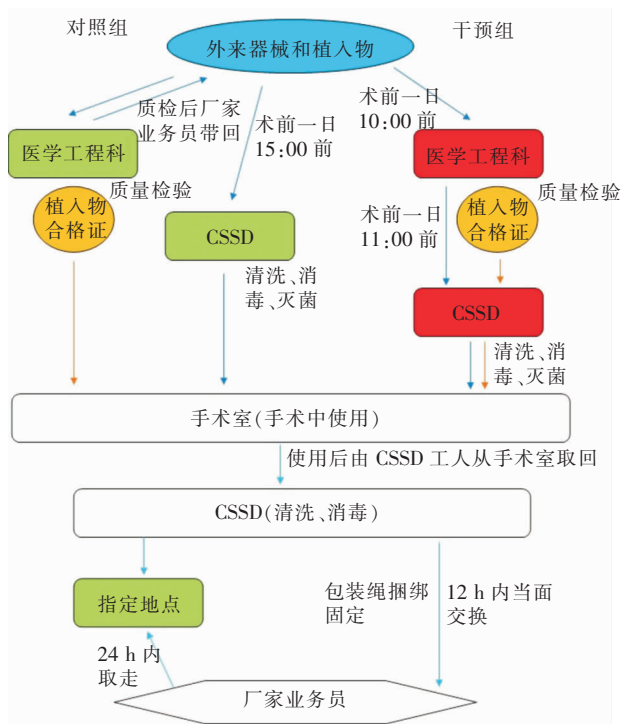 对照组
干预组
外来器械和植入物
质检后厂家
业务员带回
术前一日
15:00 前
术前一日
10:00 前
医学工程科
医学工程科
质量检验
植入物
合格证
质量检验
植入物
合格证
术前一日
11:00 前
CSSD
清洗、消
毒、灭菌
CSSD
清洗、消
毒、灭菌
手术室(手术中使用)
使用后由 CSSD 工人从手术室取回
CSSD(清洗、消毒)
指定地点
包装绳捆绑
固定
12 h 内当面
交换
24 h 内
取走
厂家业务员